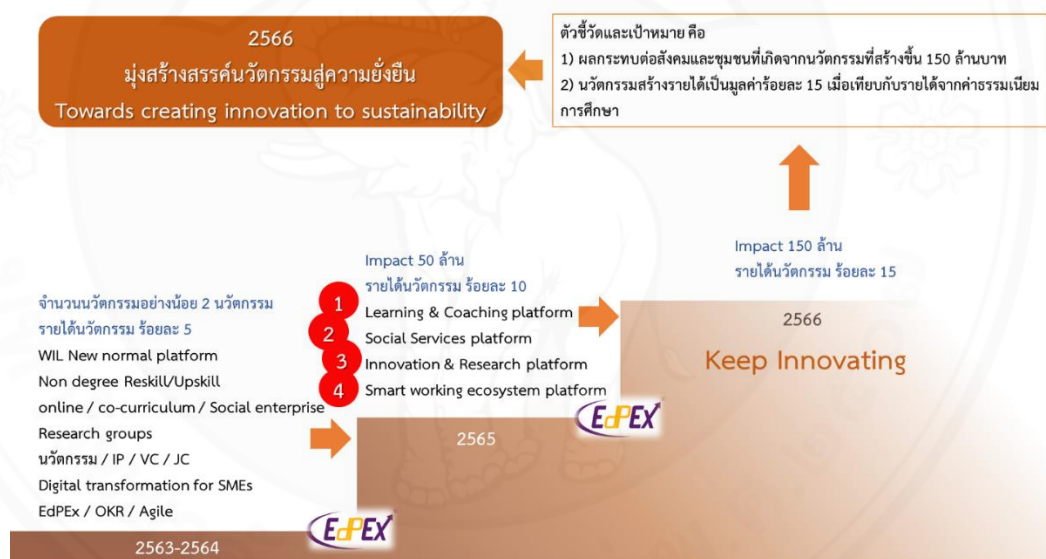 2566
มุ่งสร้างสรรค์นวัตกรรมสู่ความยั่งยืน
Towards creating innovation to sustainability
ตัวชี้วัดและเป้าหมาย คือ
1) ผลกระทบต่อสังคมและชุมชนที่เกิดจากนวัตกรรมที่สร้างขึ้น 150 ล้านบาท
2) นวัตกรรมสร้างรายได้เป็นมูลค่าร้อยละ 15 เมื่อเทียบกับรายได้จากค่าธรรมเนียม
การศึกษา
จำนวนนวัตกรรมอย่างน้อย 2 นวัตกรรม
รายได้นวัตกรรม ร้อยละ 5
WIL New normal platform
Non degree Reskill/Upskill
online / co-curriculum / Social enterprise
Research groups
นวัตกรรม / IP / VC / JC
Digital transformation for SMEs
EdPEx / OKR / Agile
EdPEX
2563-2564
Impact 50 ล้าน
รายได้นวัตกรรม ร้อยละ 10
1 Learning & Coaching platform
2 Social Services platform
3 Innovation & Research platform
4 Smart working ecosystem platform
EdPEX
2565
Impact 150 ล้าน
รายได้นวัตกรรม ร้อยละ 15
2566
Keep Innovating